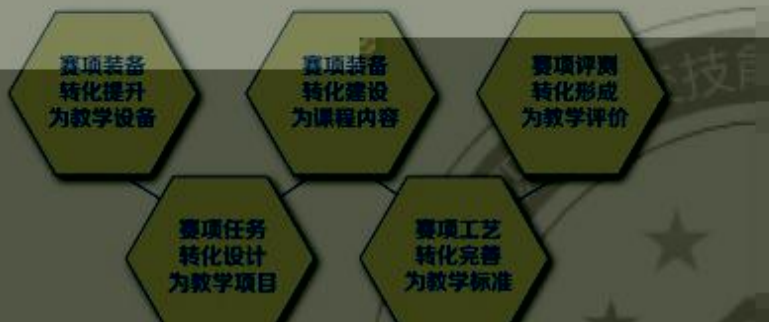 赛项装备
转化提升
为教学设备
赛项装备
转化建设
为课程内容
赛项评测
转化形成
为教学评价
赛项任务
转化设计
为教学项目
赛项工艺
转化完善
为教学标准
技能